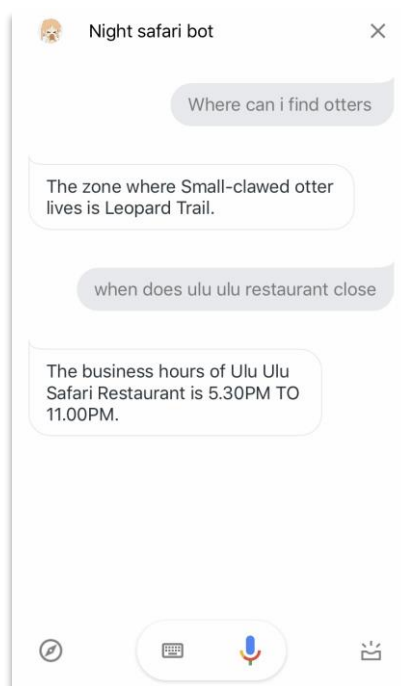 Night safari bot
Where can i find otters
The zone where Small-clawed otter
lives is Leopard Trail.
when does ulu ulu restaurant close
The business hours of Ulu Ulu
Safari Restaurant is 5.30PM TO
11.00PM.